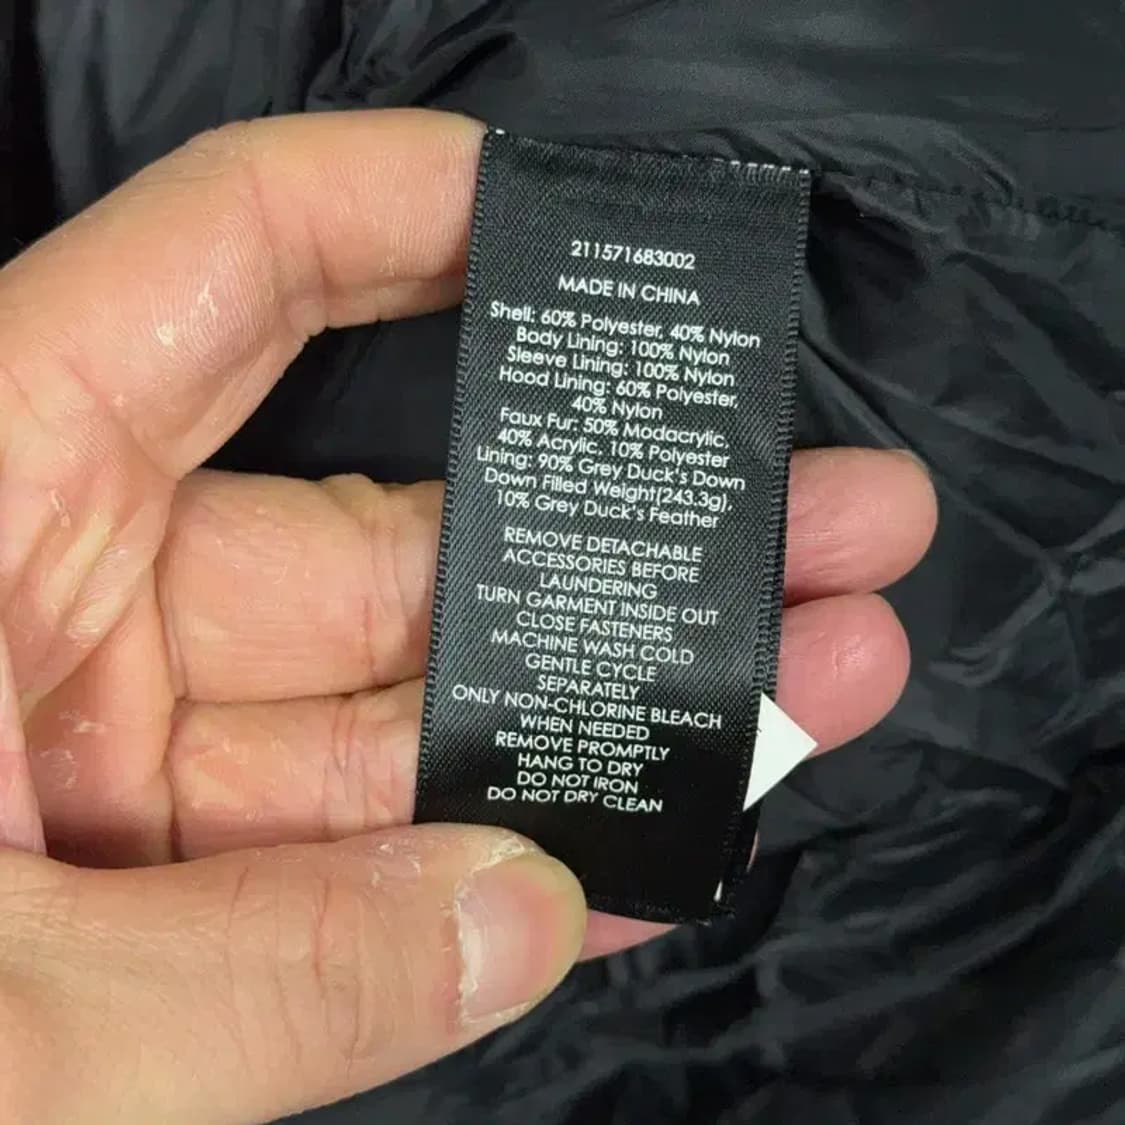 211571683002
MADE IN CHINA
Shell: 60% Polyester, 40% Nylon
Body Lining: 100% Nylon
Sleeve Lining: 100% Nylon
Hood Lining: 60% Polyester,
40% Nylon
Faux Fur: 50% Modacrylic,
40% Acrylic, 10% Polyester
Lining: 90% Grey Duck's Down
Down Filled Weight(243.3g),
10% Grey Duck's Feather
REMOVE DETACHABLE
ACCESSORIES BEFORE
LAUNDERING
TURN GARMENT INSIDE OUT
CLOSE FASTENERS
MACHINE WASH COLD
GENTLE CYCLE
SEPARATELY
ONLY NON-CHLORINE BLEACH
WHEN NEEDED
REMOVE PROMPTLY
HANG TO DRY
DO NOT IRON
DO NOT DRY CLEAN